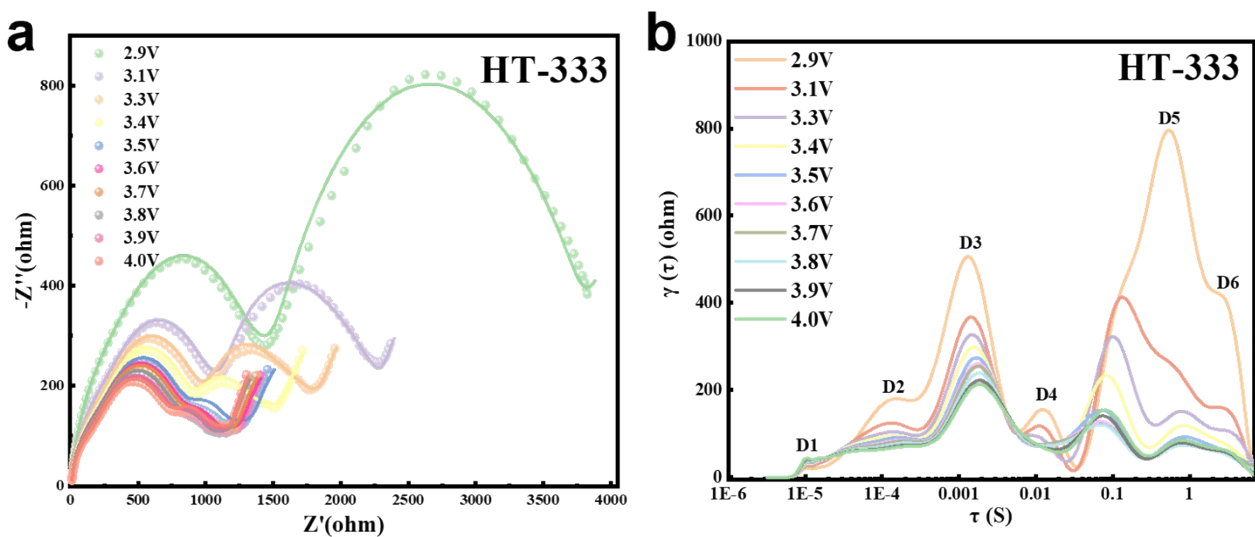 a
HT-333
2.9V
3.1V
3.3V
3.4V
3.5V
3.6V
3.7V
3.8V
3.9V
4.0V
800
600
400
200
0
0
500
1000
1500
2000
2500
3000
3500
4000
-Z''(ohm)
Z'(ohm)
b
HT-333
2.9V
3.1V
3.3V
3.4V
3.5V
3.6V
3.7V
3.8V
3.9V
4.0V
D1
D2
D3
D4
D5
D6
1000
800
600
400
200
0
1E-6
1E-5
1E-4
0.001
0.01
0.1
1
γ (τ) (ohm)
τ (S)